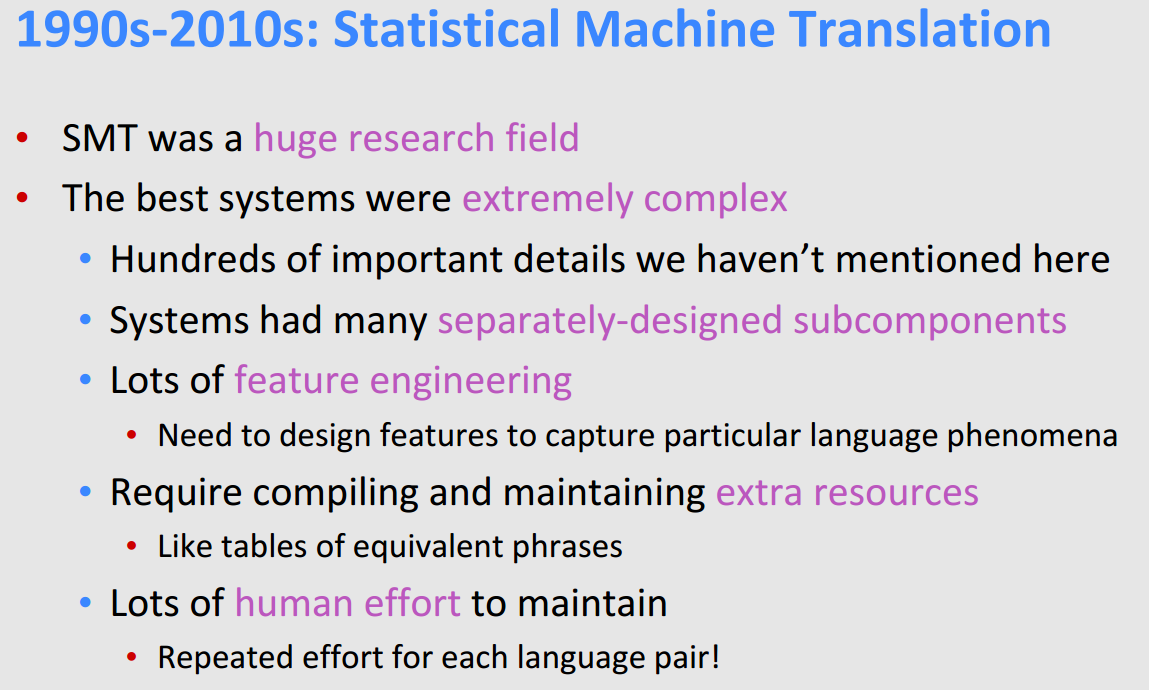 1990s-2010s: Statistical Machine Translation
• SMT was a huge research field
• The best systems were extremely complex
• Hundreds of important details we haven’t mentioned here
• Systems had many separately-designed subcomponents
• Lots of feature engineering
• Need to design features to capture particular language phenomena
• Require compiling and maintaining extra resources
• Like tables of equivalent phrases
• Lots of human effort to maintain
• Repeated effort for each language pair!